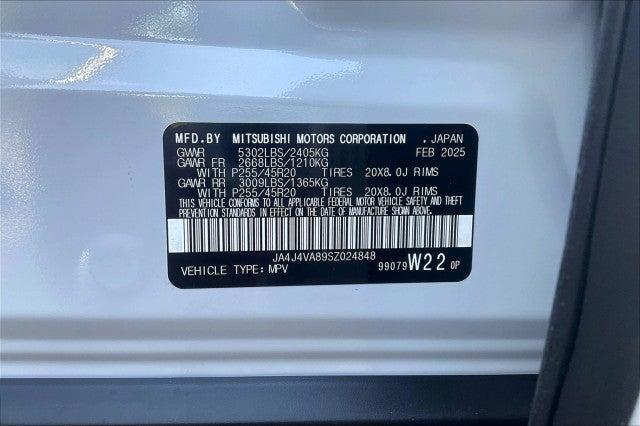 MFD.BY MITSUBISHI MOTORS CORPORATION , JAPAN
GVWR 5302LBS/2405KG FEB 2025
GAWR FR 2668LBS/1210KG
WITH P255/45R20 TIRES 20X8.0J RIMS
GAWR RR 3009LBS/1365KG
WITH P255/45R20 TIRES 20X8.0J RIMS
THIS VEHICLE CONFORMS TO ALL APPLICABLE FEDERAL MOTOR VEHICLE SAFETY AND THEFT
PREVENTION STANDARDS IN EFFECT ON THE DATE OF MANUFACTURE SHOWN ABOVE.
JA4J4VA89SZ024848
VEHICLE TYPE: MPV 99079 W22 0P